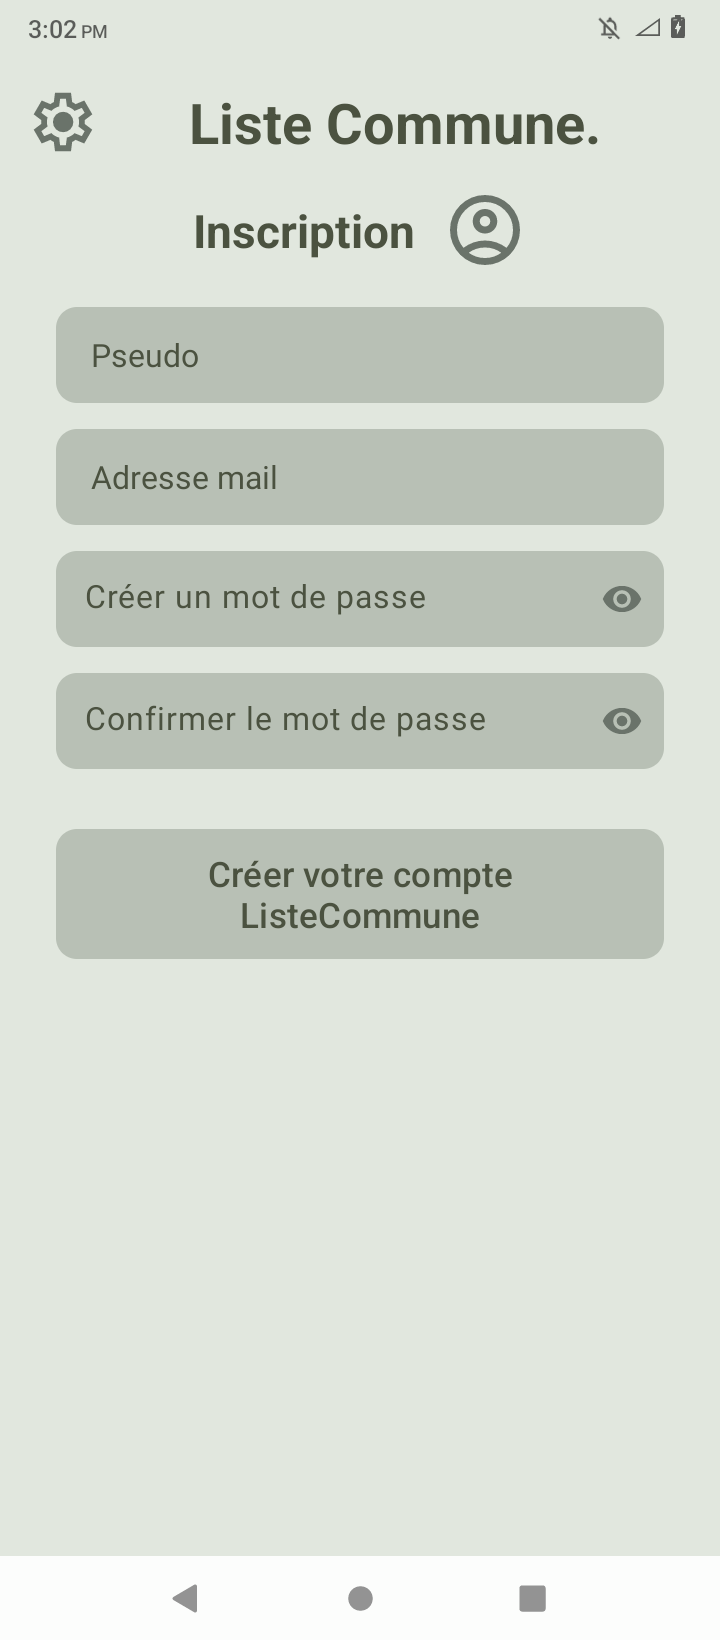 3:02 PM
Liste Commune.
Inscription
Pseudo
Adresse mail
Créer un mot de passe
Confirmer le mot de passe
Créer votre compte
ListeCommune